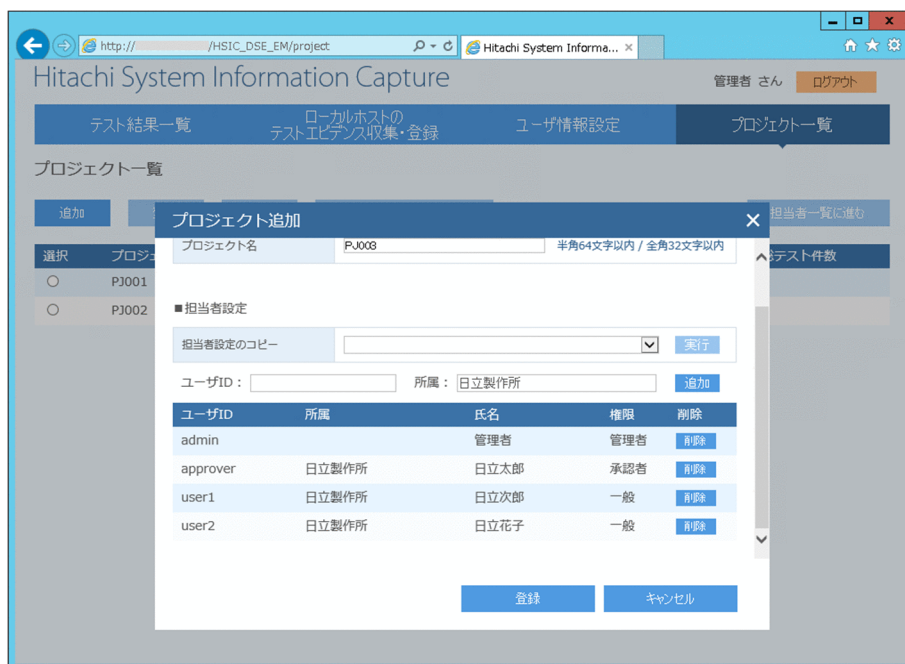 http:// /HSIC_DSE_EM/project
Hitachi System Informa... ×
Hitachi System Information Capture
管理者 さん ログアウト
テスト結果一覧
ローカルホストの
テストエビデンス収集・登録
ユーザ情報設定
プロジェクト一覧
プロジェクト一覧
追加
担当者一覧に進む
選択 プロジェ
テスト件数
PJ001
PJ002
プロジェクト追加
プロジェクト名 PJ003 半角64文字以内 / 全角32文字以内
■担当者設定
担当者設定のコピー 実行
ユーザID: 所属: 日立製作所 追加
ユーザID 所属 氏名 権限 削除
admin 管理者 管理者 削除
approver 日立製作所 日立太郎 承認者 削除
user1 日立製作所 日立次郎 一般 削除
user2 日立製作所 日立花子 一般 削除
登録 キャンセル